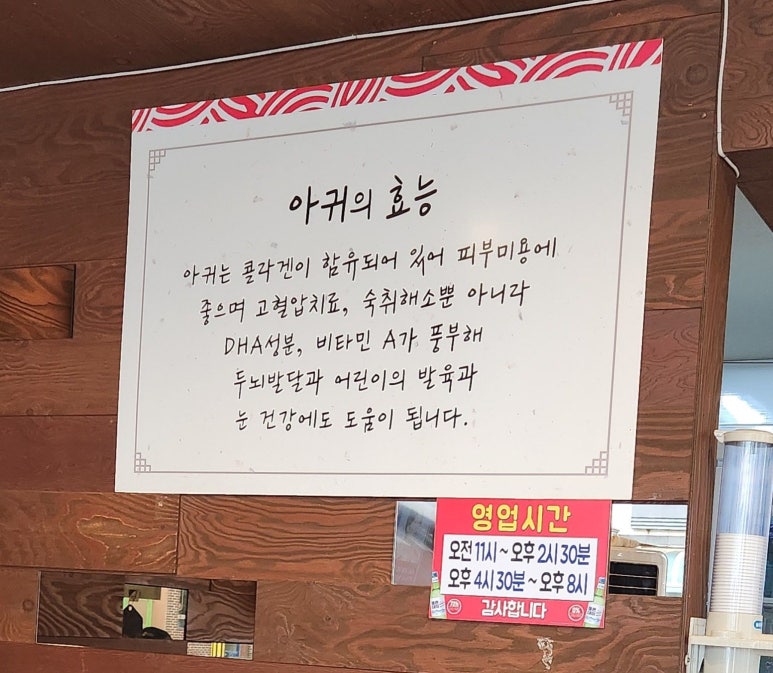 아귀의 효능
아귀는 콜라겐이 함유되어 있어 피부미용에
좋으며 고혈압치료, 숙취해소뿐 아니라
DHA성분, 비타민 A가 풍부해
두뇌발달과 어린이의 발육과
눈 건강에도 도움이 됩니다.
영업시간
오전 11시 ~ 오후 2시 30분
오후 4시 30분 ~ 오후 8시
감사합니다